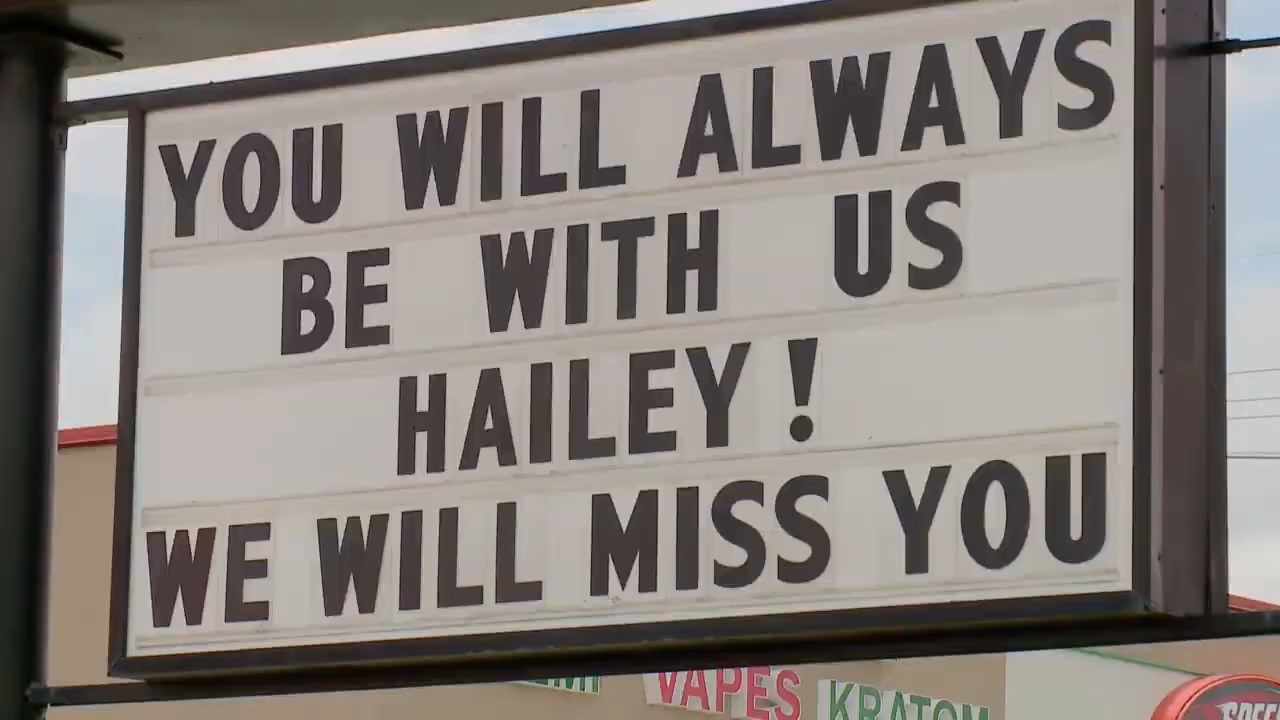 YOU WILL ALWAYS
BE WITH US
HAILEY!
WE WILL MISS YOU
VAPES
KRATOM